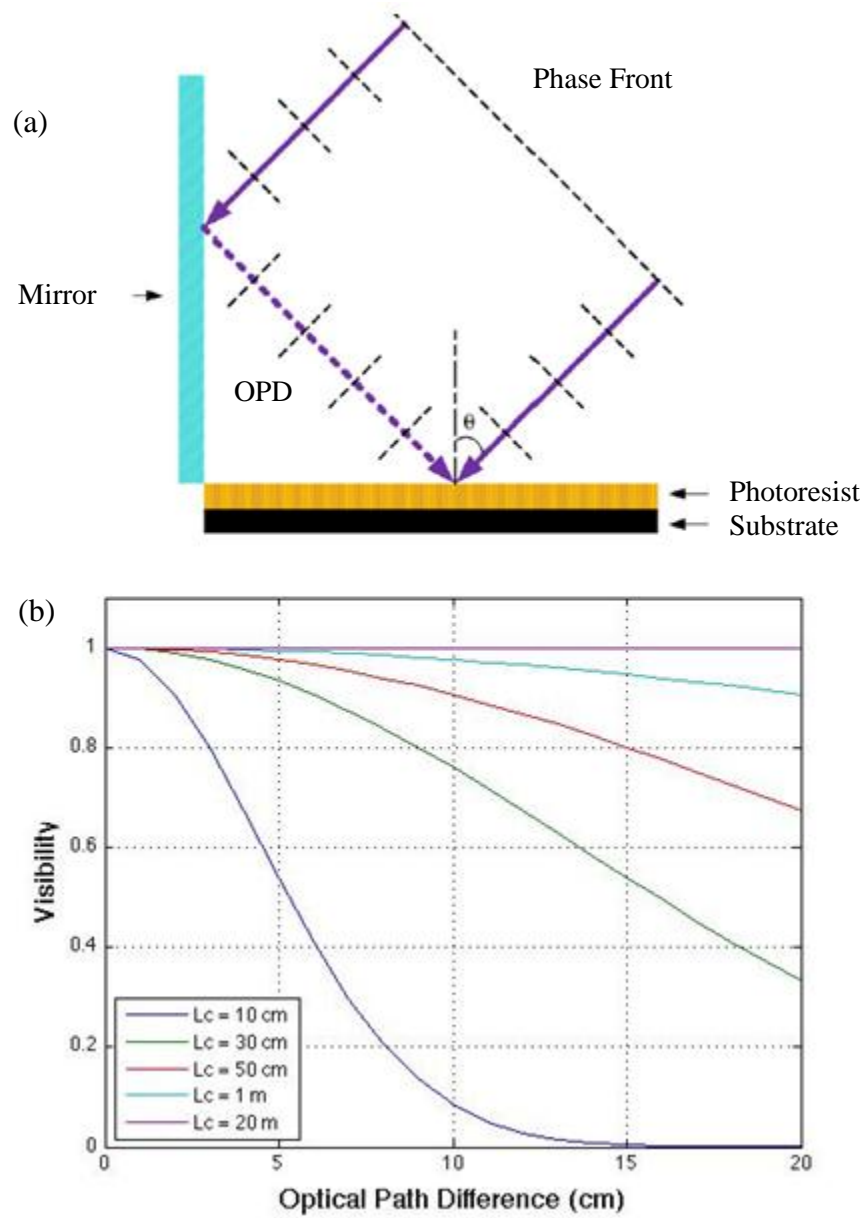 (a)
Phase Front
Mirror
OPD
θ
Photoresist
Substrate
(b)
1
0.8
0.6
0.4
0.2
0
Visibility
Lc = 10 cm
Lc = 30 cm
Lc = 50 cm
Lc = 1 m
Lc = 20 m
0 5 10 15 20
Optical Path Difference (cm)